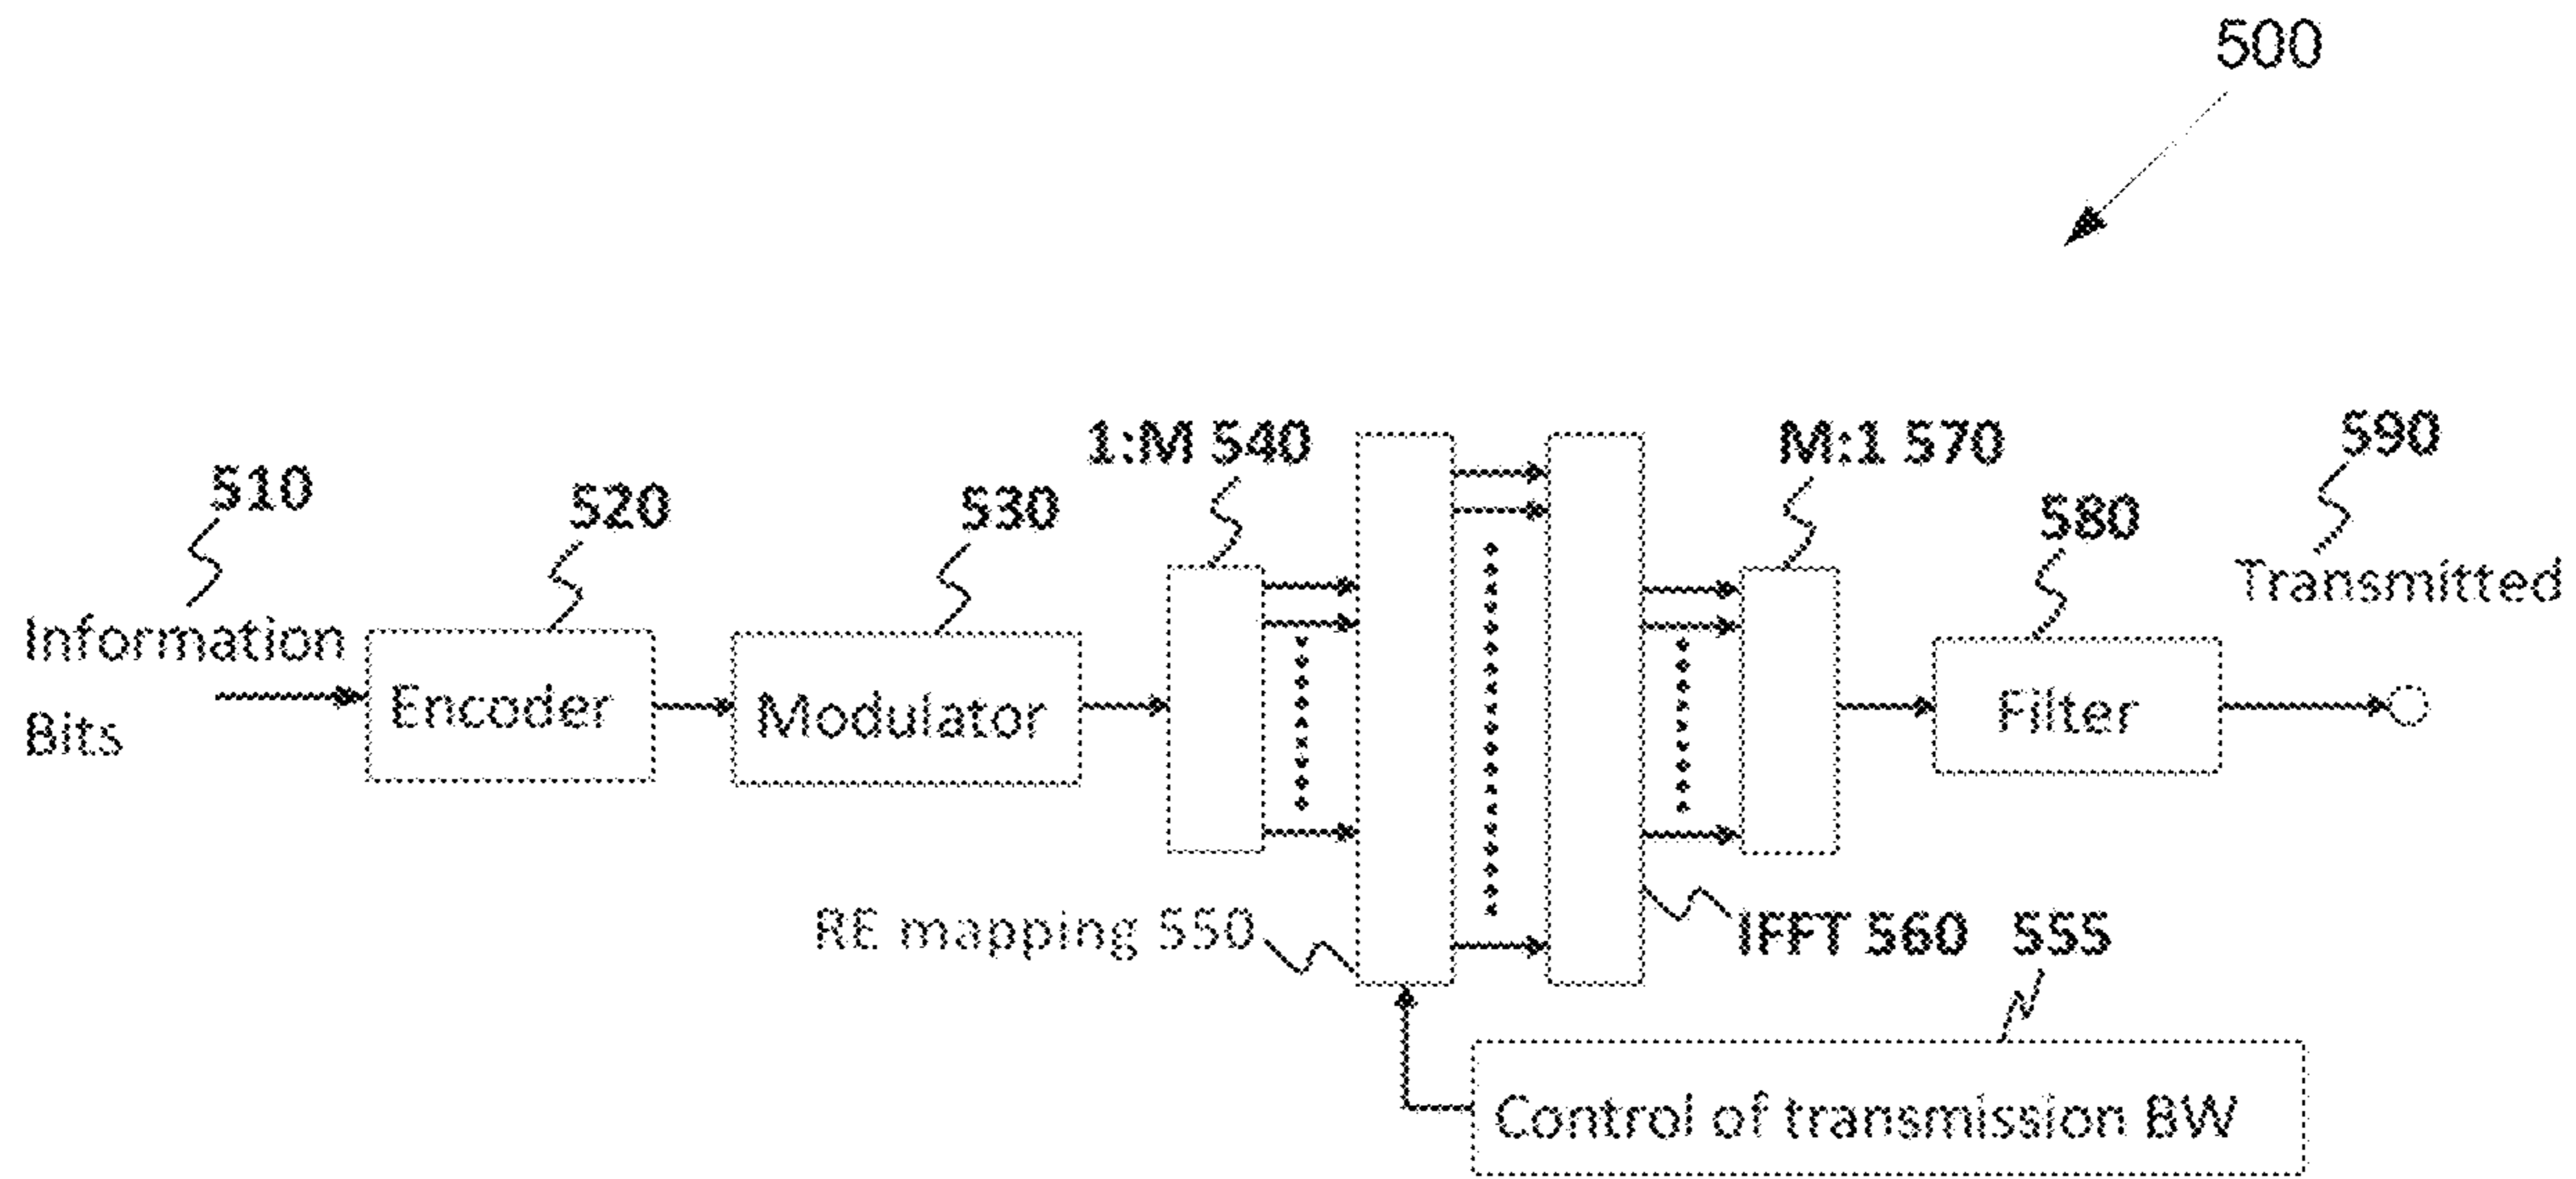 500
510
520
530
1:M 540
M:1 570
580
590
Information
Bits
Encoder
Modulator
Filter
Transmitted
RE mapping 550
IFFT 560
555
Control of transmission BW